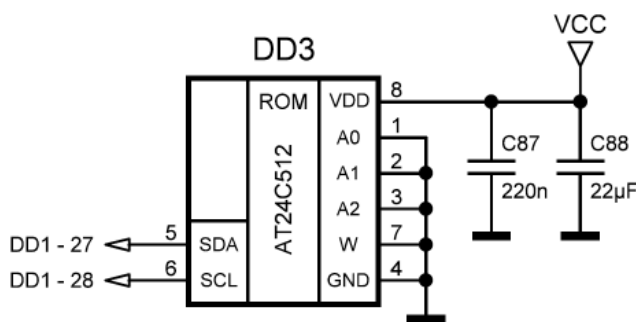 VCC
DD3
ROM VDD 8
A0 1
C87 C88
AT24C512
A1 2
220n 22µF
A2 3
DD1 - 27 5 SDA W 7
DD1 - 28 6 SCL GND 4